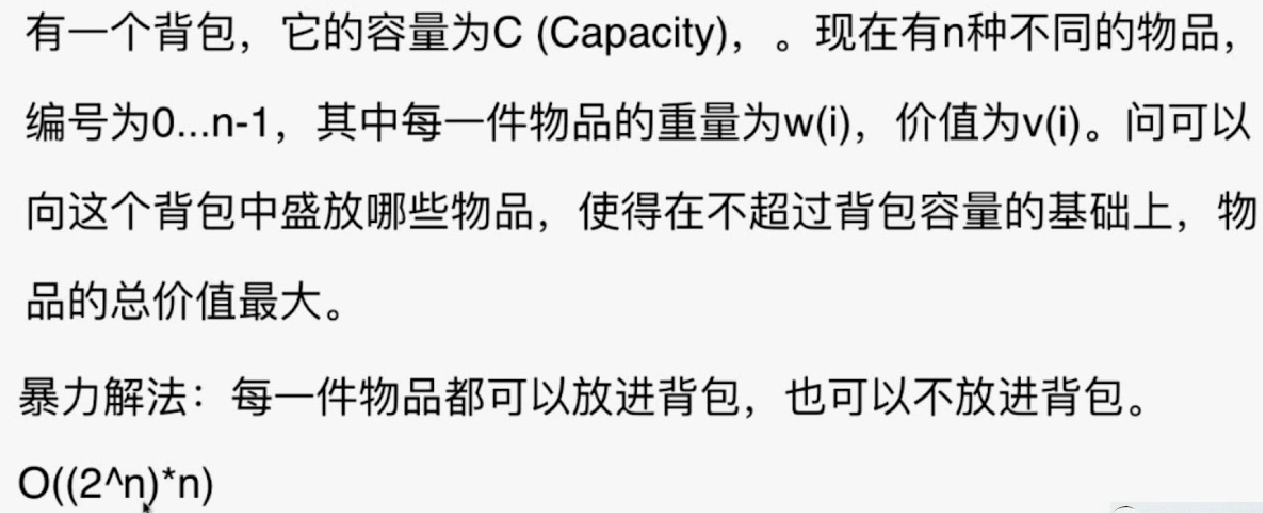 有一个背包，它的容量为C (Capacity)，。现在有n种不同的物品，
编号为0...n-1，其中每一件物品的重量为w(i)，价值为v(i)。问可以
向这个背包中盛放哪些物品，使得在不超过背包容量的基础上，物
品的总价值最大。
暴力解法：每一件物品都可以放进背包，也可以不放进背包。
O((2^n)*n)